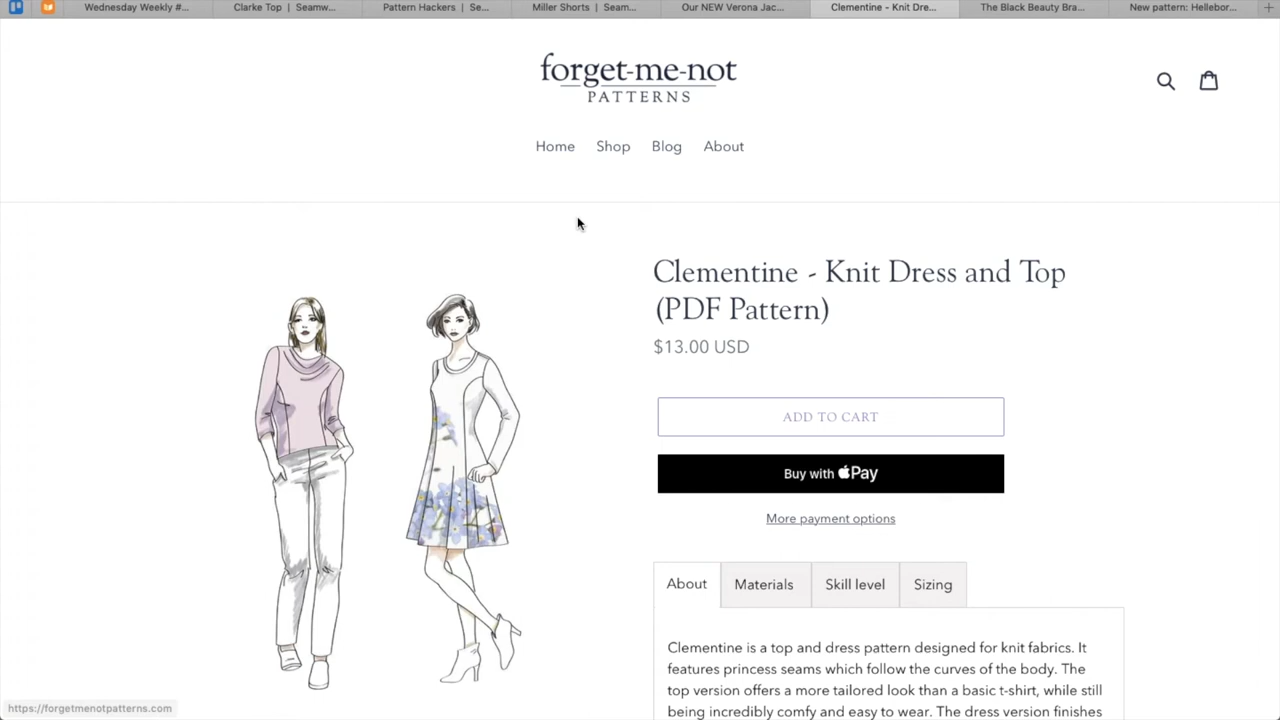 Wednesday Weekly #...
Clarke Top | Seamw...
Pattern Hackers | Se...
Miller Shorts | Seam...
Our NEW Verona Jac...
Clementine - Knit Dre...
The Black Beauty Bra...
New pattern: Hellebor...
forget-me-not
PATTERNS
Home Shop Blog About
Clementine - Knit Dress and Top
(PDF Pattern)
$13.00 USD
ADD TO CART
Buy with Pay
More payment options
About Materials Skill level Sizing
Clementine is a top and dress pattern designed for knit fabrics. It
features princess seams which follow the curves of the body. The
top version offers a more tailored look than a basic t-shirt, while still
being incredibly comfy and easy to wear. The dress version finishes
https://forgetmenotpatterns.com